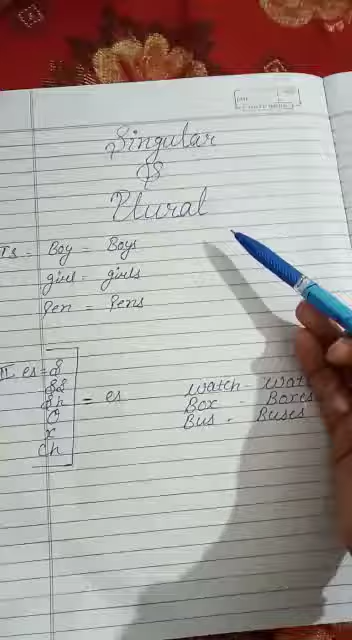 Singular
&
Plural
I s = Boy = Boys
girl = girls
Pen = Pens
II es = s
ss
sh
o
x
ch
= es
watch - wat
Box - Boxes
Bus - Buses